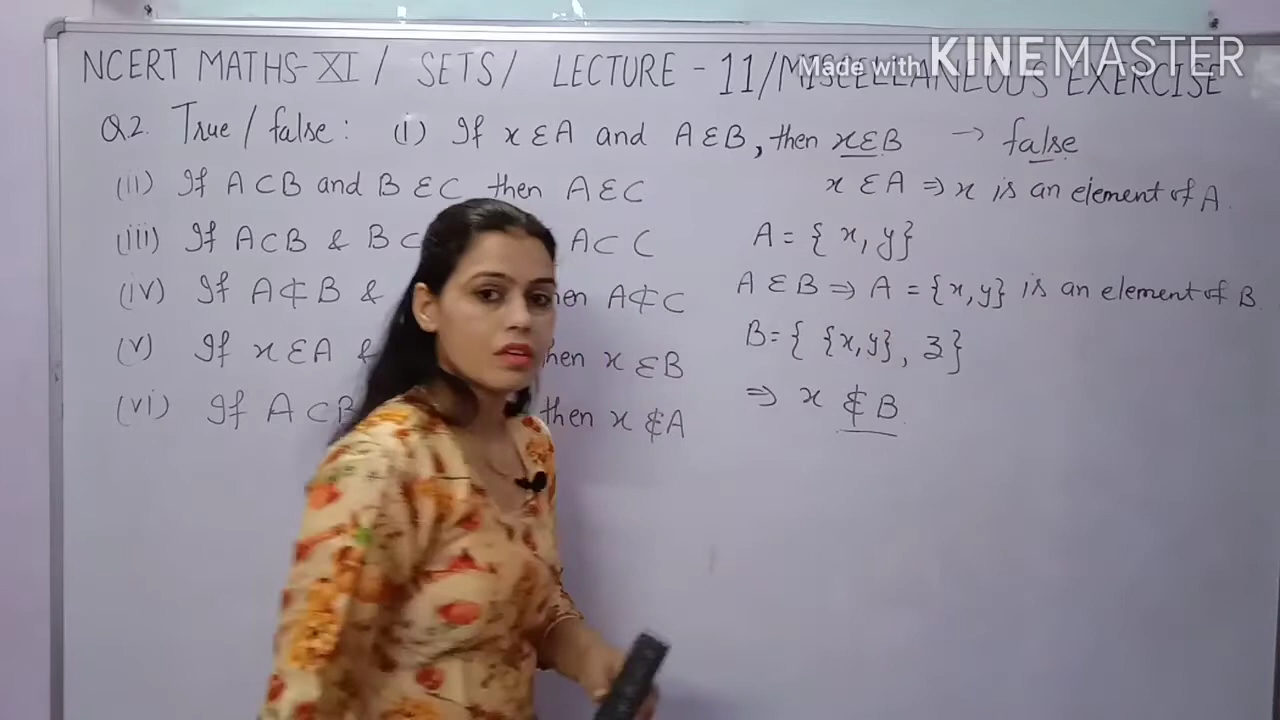 NCERT MATHS-XI / SETS / LECTURE - 11 / MISCELLANEOUS EXERCISE
Made with KINEMASTER
Q2. True / false : (i) If x ∈ A and A ∈ B, then x ∈ B → false
(ii) If A ⊂ B and B ∈ C then A ∈ C
(iii) If A ⊂ B & B ⊂ A ⊂ C
(iv) If A ⊄ B & hen A ⊄ C
(v) If x ∈ A & hen x ∈ B
(vi) If A ⊂ B then x ∉ A
x ∈ A ⇒ x is an element of A.
A = { x, y }
A ∈ B ⇒ A = {x, y} is an element of B.
B = { {x, y}, 3 }
⇒ x ∉ B.